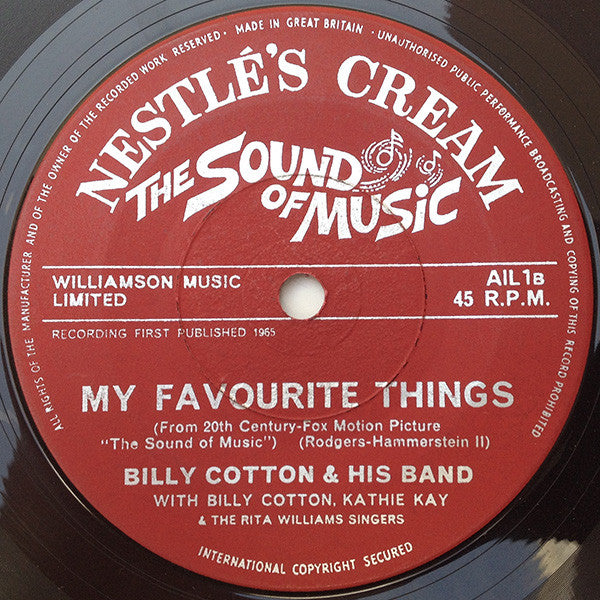 ALL RIGHTS OF THE MANUFACTURER AND OF THE OWNER OF THE RECORDED WORK RESERVED · MADE IN GREAT BRITAIN · UNAUTHORISED PUBLIC PERFORMANCE BROADCASTING AND COPYING OF THIS RECORD PROHIBITED
NESTLÉ'S CREAM
THE SOUND
OF MUSIC
WILLIAMSON MUSIC
LIMITED
AIL1B
45 R.P.M.
RECORDING FIRST PUBLISHED 1965
MY FAVOURITE THINGS
(From 20th Century-Fox Motion Picture
"The Sound of Music") (Rodgers-Hammerstein II)
BILLY COTTON & HIS BAND
WITH BILLY COTTON, KATHIE KAY
& THE RITA WILLIAMS SINGERS
INTERNATIONAL COPYRIGHT SECURED